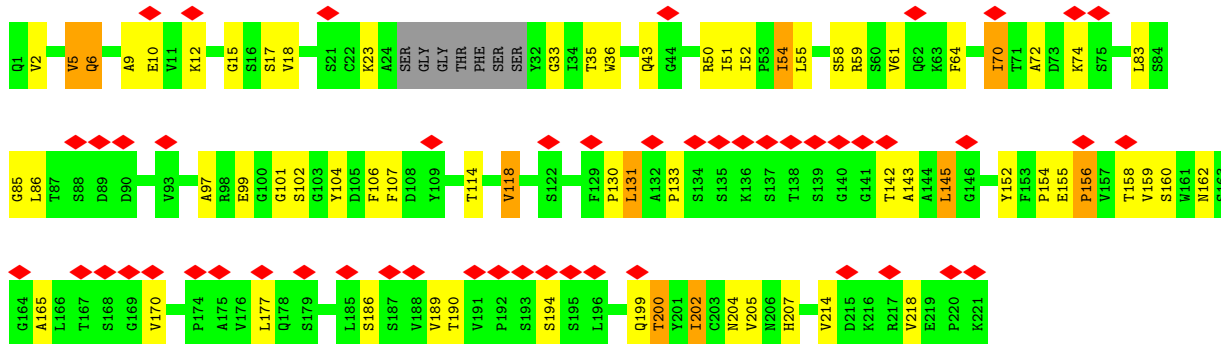 Q1 V2 V5 Q6 A9 E10 V11 K12 G15 S16 S17 V18 S21 C22 K23 A24 SER GLY GLY THR PHE SER SER Y32 G33 I34 T35 W36 Q43 G44 R50 I51 I52 P53 I54 L55 S58 R59 S60 V61 Q62 K63 F64 I70 T71 A72 D73 K74 S75 L83 S84
G85 L86 T87 S88 D89 D90 V93 A97 R98 E99 G100 G101 S102 G103 Y104 D105 F106 F107 D108 Y109 T114 V118 S122 F129 P130 L131 A132 P133 S134 S135 K136 S137 T138 S139 G140 G141 T142 A143 A144 L145 G146 Y152 F153 P154 E155 P156 V157 T158 V159 S160 W161 N162
G164 A165 L166 T167 S168 G169 V170 P174 A175 V176 L177 Q178 S179 L185 S186 S187 V188 V189 T190 V191 P192 S193 S194 S195 L196 Q199 T200 Y201 I202 C203 N204 V205 N206 H207 V214 D215 K216 R217 V218 E219 P220 K221